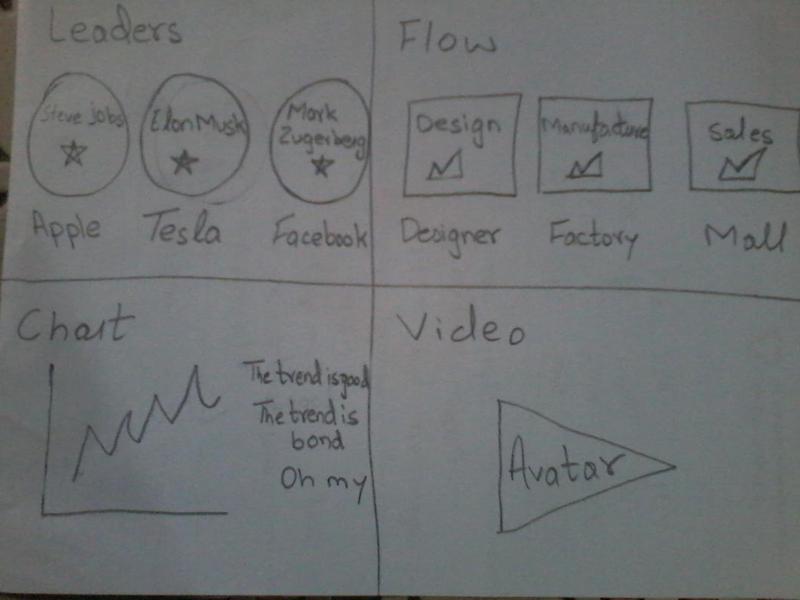 Leaders
Steve jobs
Elon Musk
Mark
Zugerberg
Apple
Tesla
Facebook
Flow
Design
Manufacture
Sales
Designer
Factory
Mall
Chart
The trend is good
The trend is
bond
Oh my
Video
Avatar